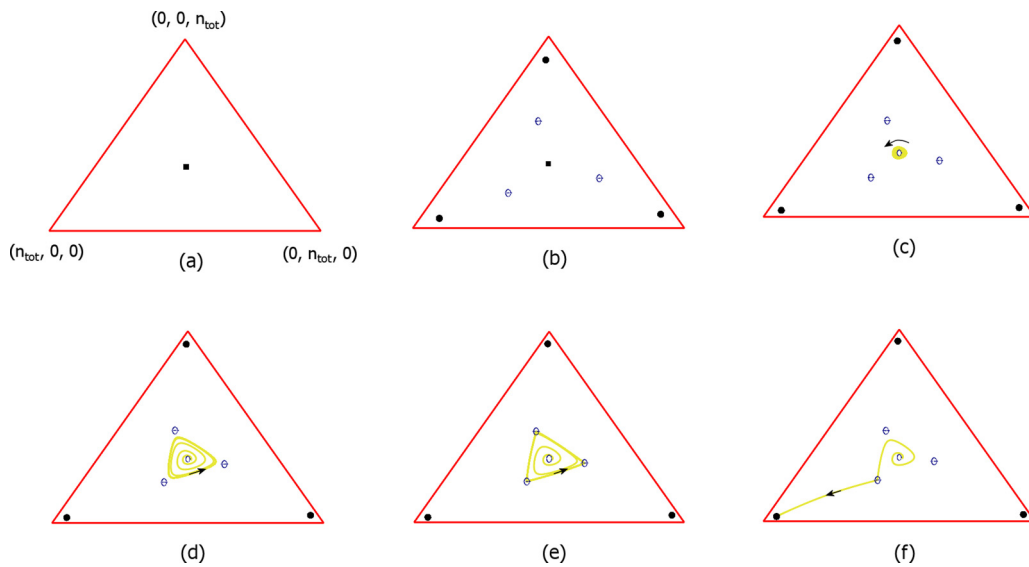 (0, 0, n_tot)
(n_tot, 0, 0)
(0, n_tot, 0)
(a)
(b)
(c)
(d)
(e)
(f)